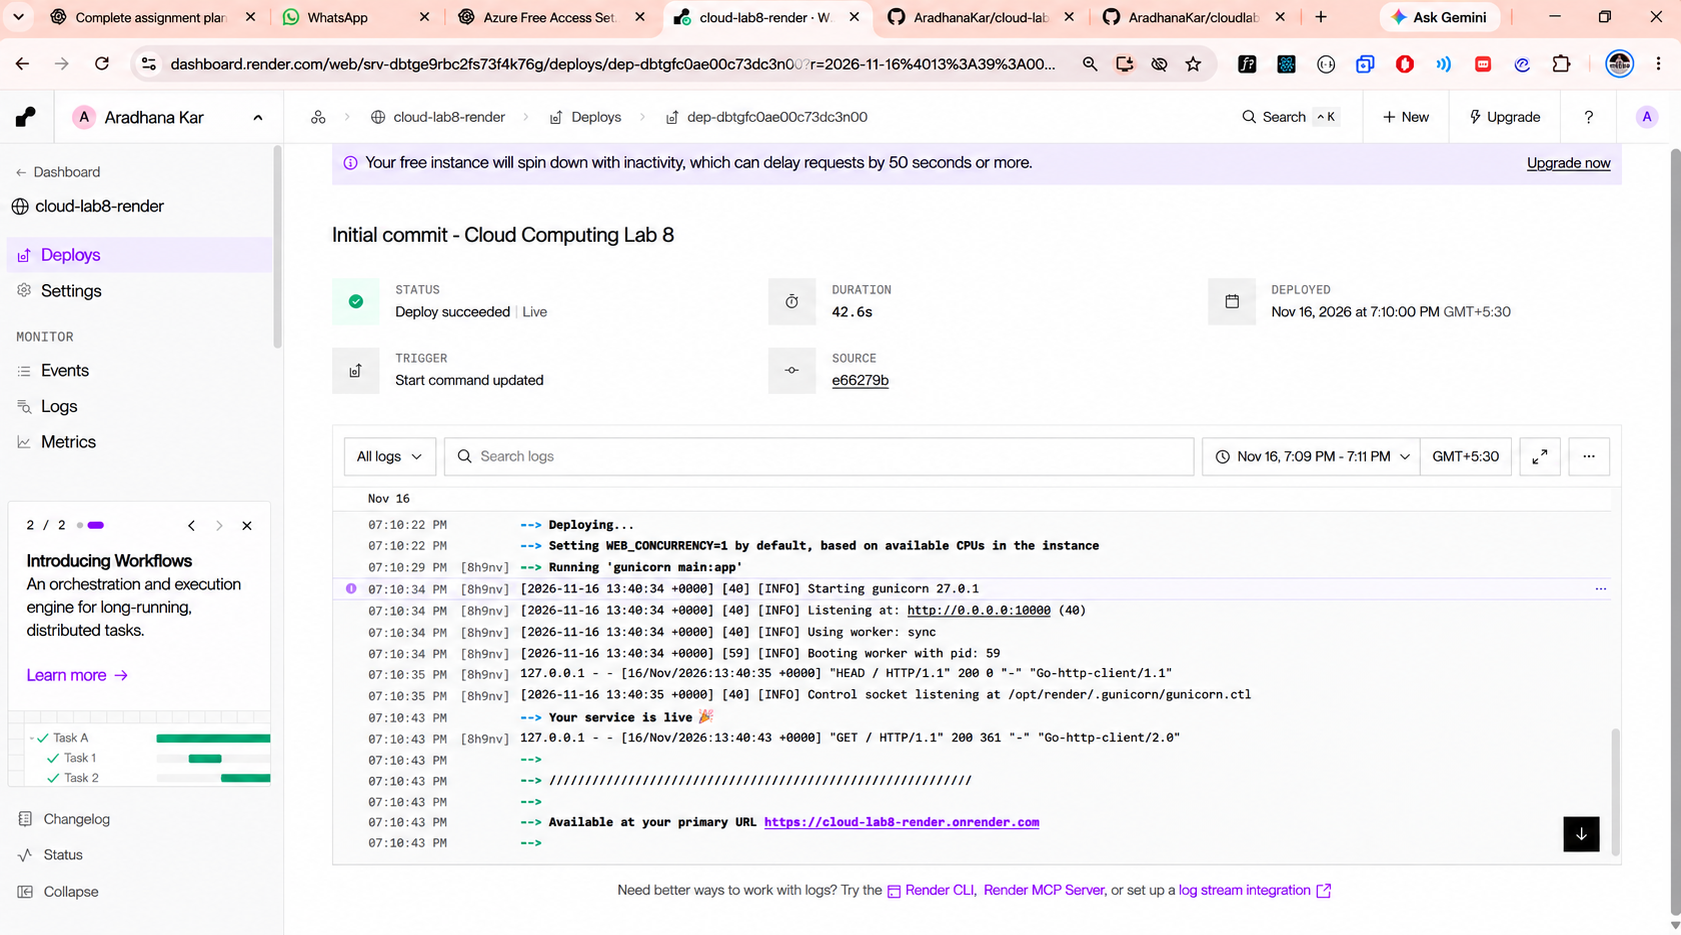 Complete assignment plan
WhatsApp
Azure Free Access Set
cloud-lab8-render · W
AradhanaKar/cloud-lab
AradhanaKar/cloudlab
Ask Gemini
dashboard.render.com/web/srv-dbtge9rbc2fs73f4k76g/deploys/dep-dbtgfc0ae00c73dc3n00?r=2026-11-16%4013%3A39%3A00...
A Aradhana Kar
cloud-lab8-render
Deploys
dep-dbtgfc0ae00c73dc3n00
Search ^ K
+ New
Upgrade
?
A
← Dashboard
cloud-lab8-render
Deploys
Settings
MONITOR
Events
Logs
Metrics
2 / 2
Introducing Workflows
An orchestration and execution
engine for long-running,
distributed tasks.
Learn more →
Task A
Task 1
Task 2
Changelog
Status
Collapse
Your free instance will spin down with inactivity, which can delay requests by 50 seconds or more.
Upgrade now
Initial commit - Cloud Computing Lab 8
STATUS
Deploy succeeded | Live
DURATION
42.6s
DEPLOYED
Nov 16, 2026 at 7:10:00 PM GMT+5:30
TRIGGER
Start command updated
SOURCE
e66279b
All logs
Search logs
Nov 16, 7:09 PM - 7:11 PM
GMT+5:30
Nov 16
07:10:22 PM --> Deploying...
07:10:22 PM --> Setting WEB_CONCURRENCY=1 by default, based on available CPUs in the instance
07:10:29 PM [8h9nv] --> Running 'gunicorn main:app'
07:10:34 PM [8h9nv] [2026-11-16 13:40:34 +0000] [40] [INFO] Starting gunicorn 27.0.1
07:10:34 PM [8h9nv] [2026-11-16 13:40:34 +0000] [40] [INFO] Listening at: http://0.0.0.0:10000 (40)
07:10:34 PM [8h9nv] [2026-11-16 13:40:34 +0000] [40] [INFO] Using worker: sync
07:10:34 PM [8h9nv] [2026-11-16 13:40:34 +0000] [59] [INFO] Booting worker with pid: 59
07:10:35 PM [8h9nv] 127.0.0.1 - - [16/Nov/2026:13:40:35 +0000] "HEAD / HTTP/1.1" 200 0 "-" "Go-http-client/1.1"
07:10:35 PM [8h9nv] [2026-11-16 13:40:35 +0000] [40] [INFO] Control socket listening at /opt/render/.gunicorn/gunicorn.ctl
07:10:43 PM --> Your service is live 🎉
07:10:43 PM [8h9nv] 127.0.0.1 - - [16/Nov/2026:13:40:43 +0000] "GET / HTTP/1.1" 200 361 "-" "Go-http-client/2.0"
07:10:43 PM -->
07:10:43 PM --> ///////////////////////////////////////////////////////////
07:10:43 PM -->
07:10:43 PM --> Available at your primary URL https://cloud-lab8-render.onrender.com
07:10:43 PM -->
Need better ways to work with logs? Try the Render CLI, Render MCP Server, or set up a log stream integration